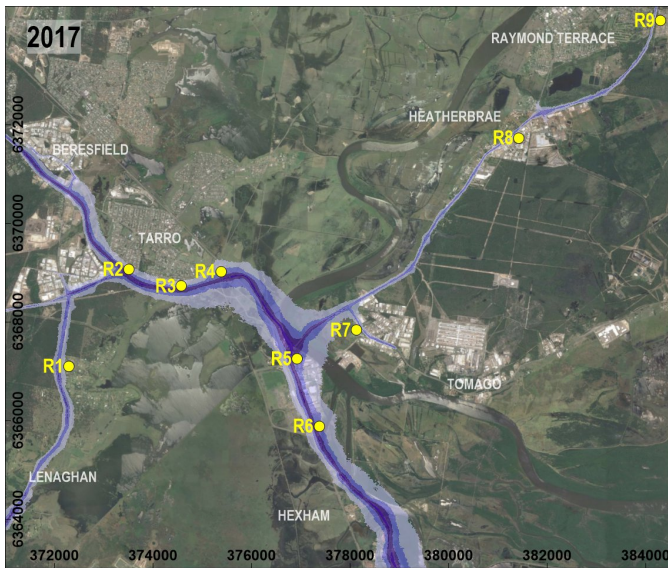 2017
RAYMOND TERRACE
R9
HEATHERBRAE
R8
BERESFIELD
TARRO
R2
R4
R3
R7
R1
R5
TOMAGO
R6
LENAGHAN
HEXHAM
6372000
6370000
6368000
6366000
6364000
372000 374000 376000 378000 380000 382000 384000